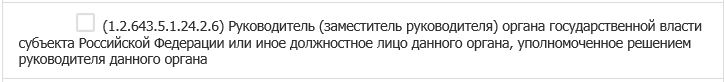 (1.2.643.5.1.24.2.6) Руководитель (заместитель руководителя) органа государственной власти
субъекта Российской Федерации или иное должностное лицо данного органа, уполномоченное решением
руководителя данного органа